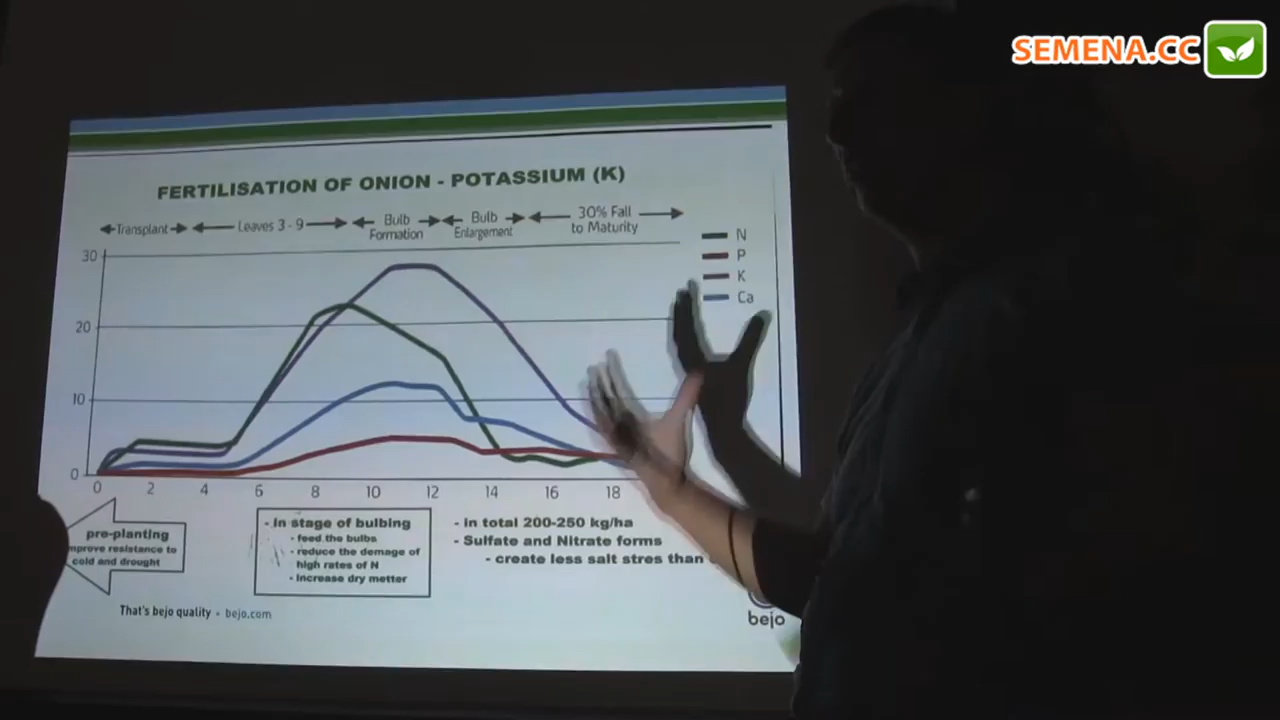 SEMENA.CC
FERTILISATION OF ONION - POTASSIUM (K)
Transplant
Leaves 3 - 9
Bulb
Formation
Bulb
Enlargement
30% Fall
to Maturity
N
P
K
Ca
30
20
10
0
0 2 4 6 8 10 12 14 16 18
pre-planting
mprove resistance to
cold and drought
- In stage of bulbing
- feed the bulbs
- reduce the demage of
high rates of N
- increase dry metter
- in total 200-250 kg/ha
- Sulfate and Nitrate forms
- create less salt stres than
That's bejo quality • bejo.com
bejo